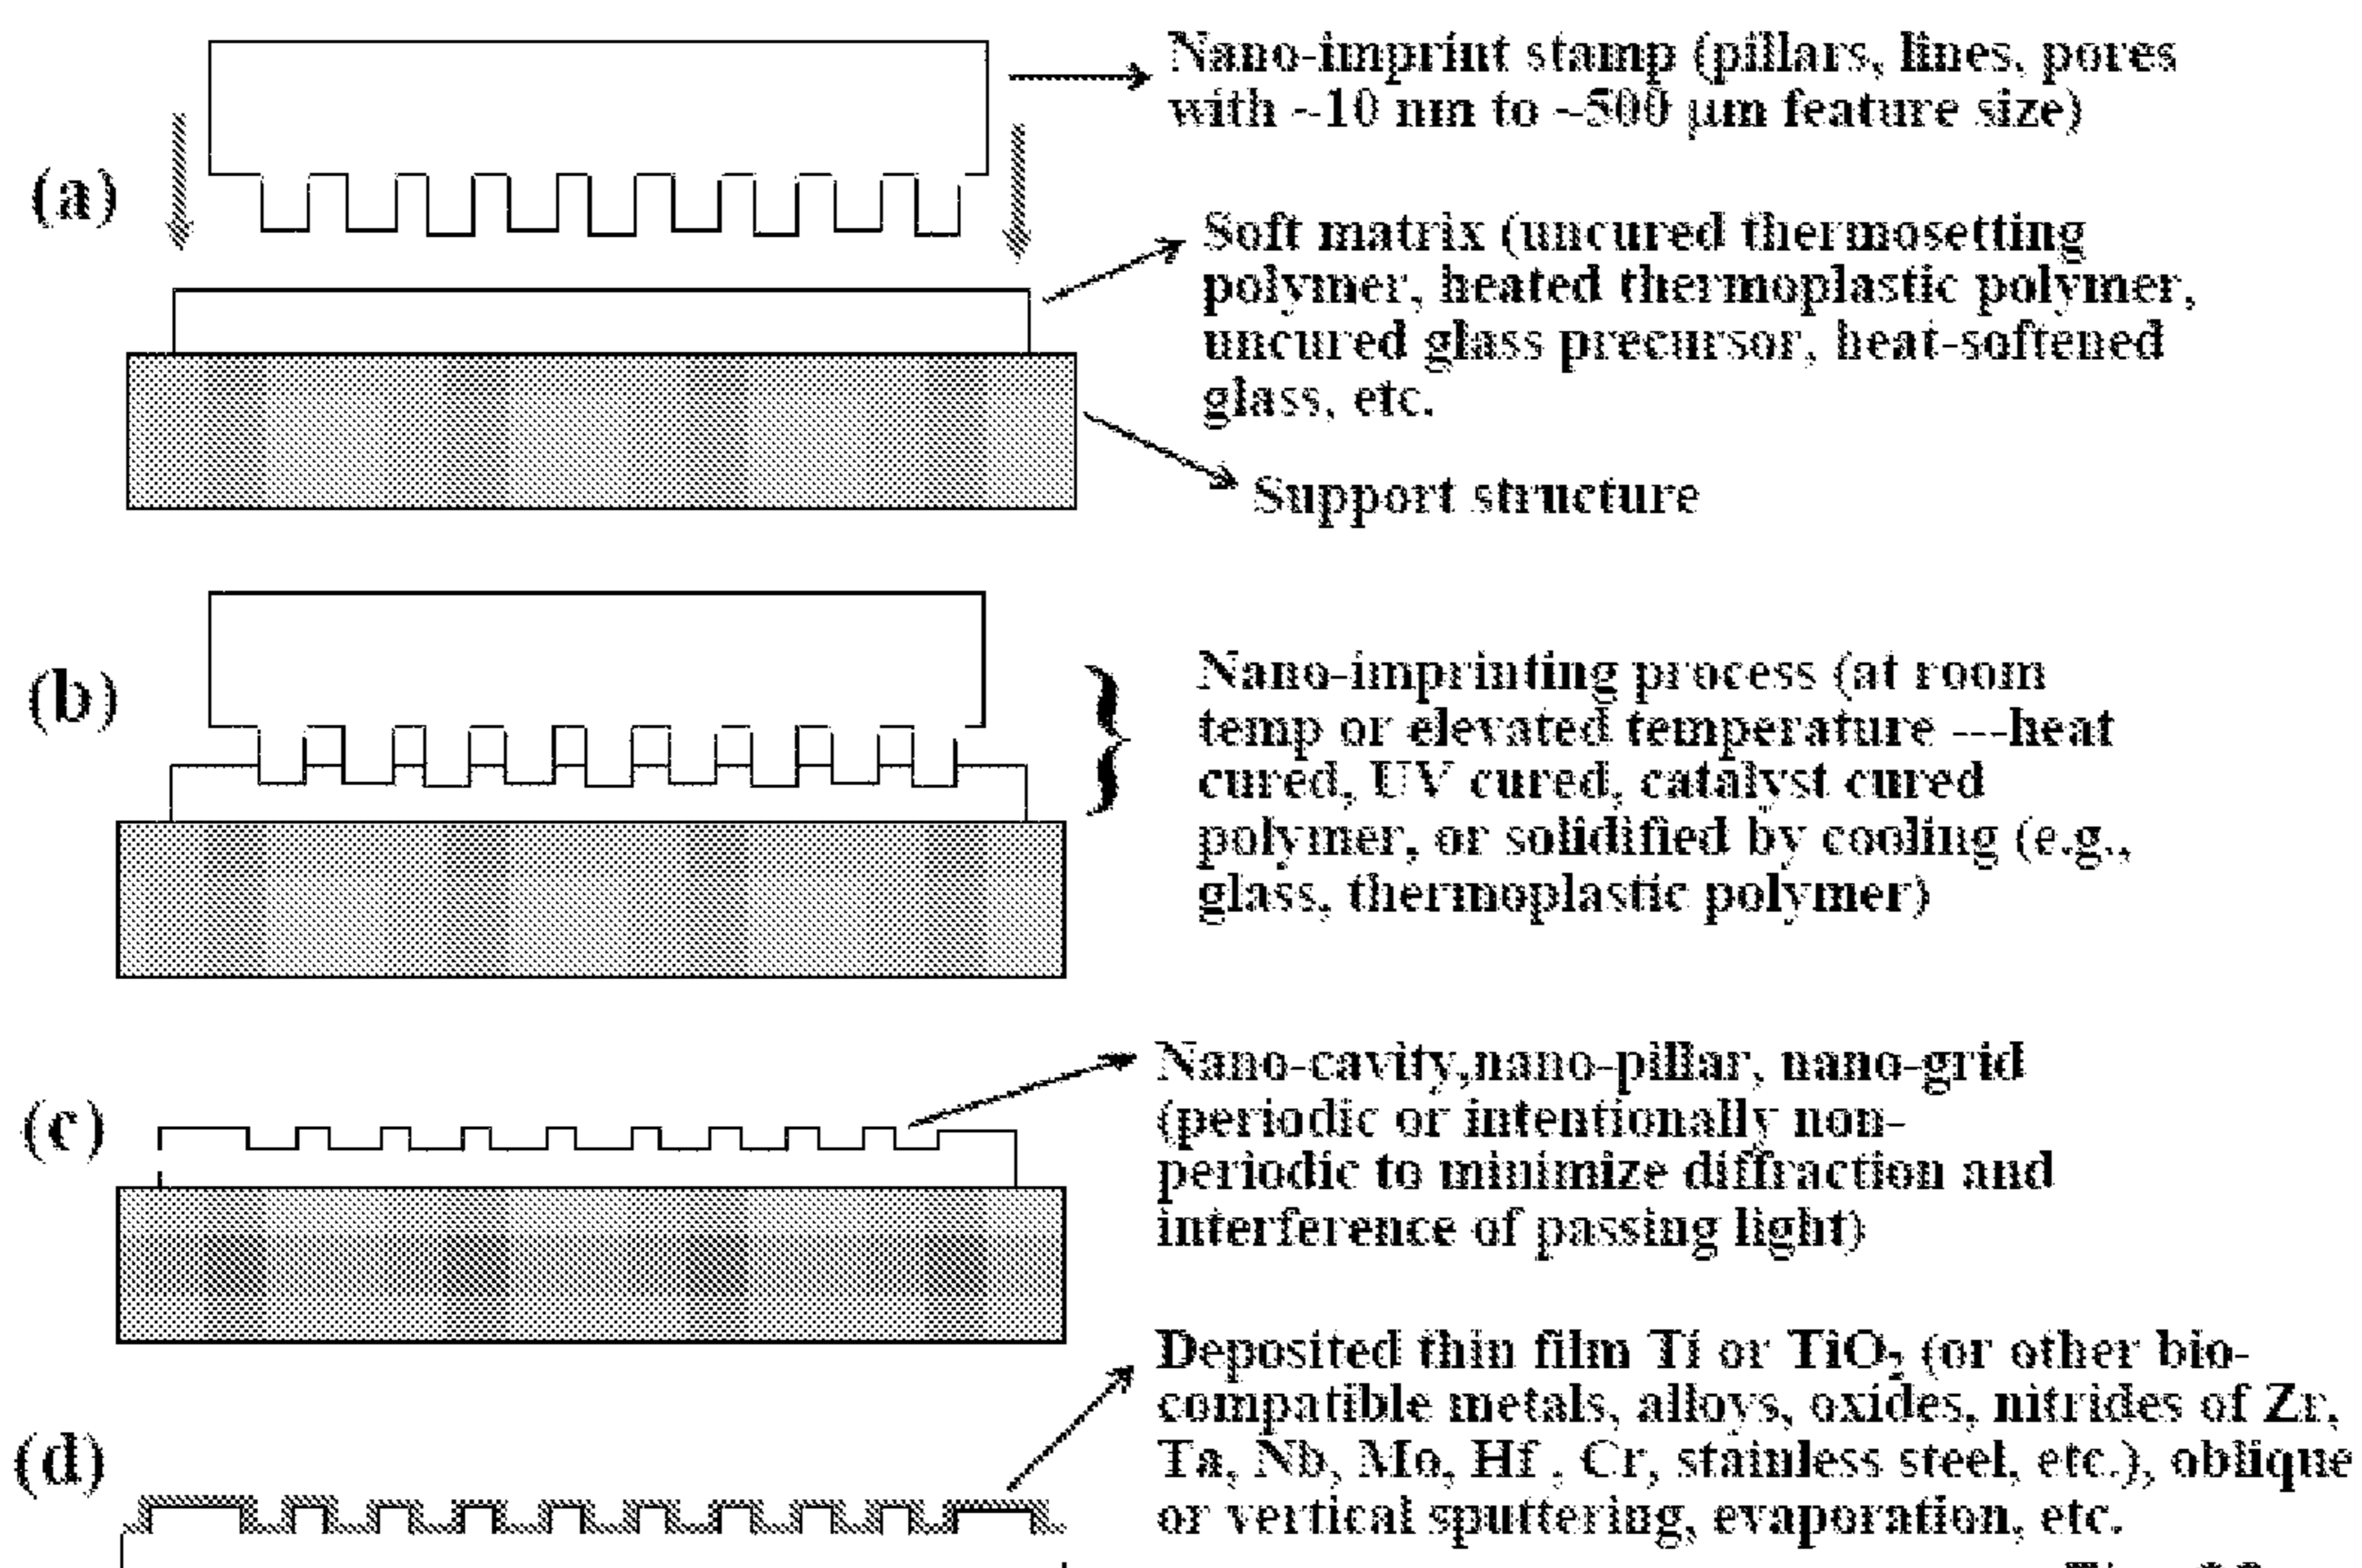 Nano-imprint stamp (pillars, lines, pores
with ~10 nm to ~500 μm feature size)
(a)
Soft matrix (uncured thermosetting
polymer, heated thermoplastic polymer,
uncured glass precursor, heat-softened
glass, etc.
Support structure
(b)
Nano-imprinting process (at room
temp or elevated temperature ---heat
cured, UV cured, catalyst cured
polymer, or solidified by cooling (e.g.,
glass, thermoplastic polymer)
(c)
Nano-cavity,nano-pillar, nano-grid
(periodic or intentionally non-
periodic to minimize diffraction and
interference of passing light)
(d)
Deposited thin film Ti or TiO₂ (or other bio-
compatible metals, alloys, oxides, nitrides of Zr,
Ta, Nb, Mo, Hf , Cr, stainless steel, etc.), oblique
or vertical sputtering, evaporation, etc.